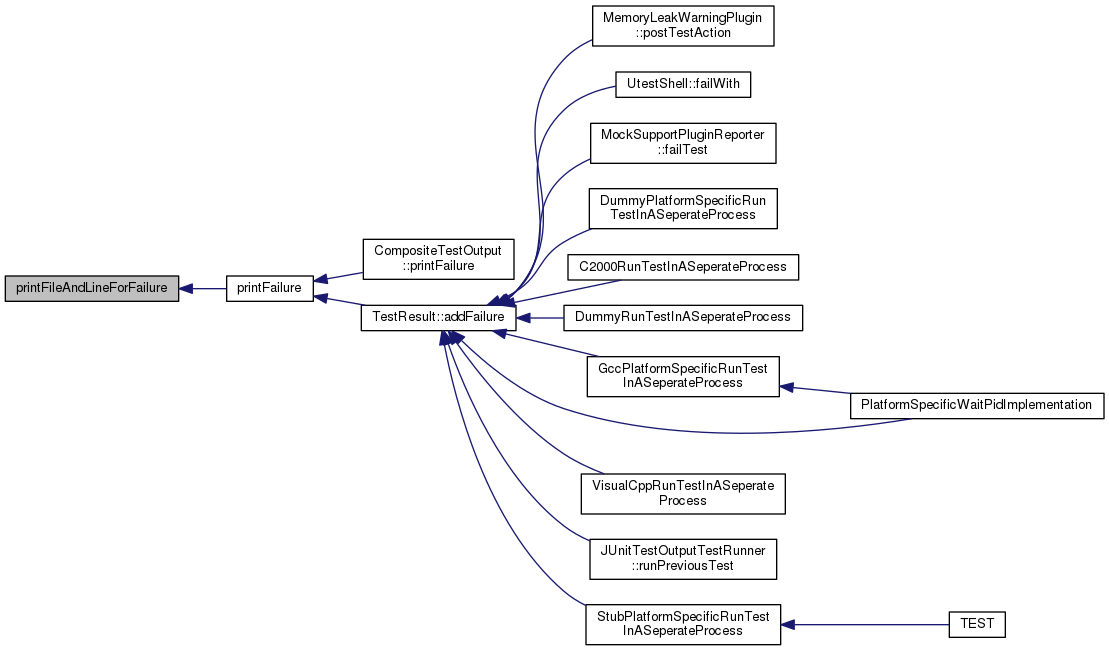 MemoryLeakWarningPlugin
::postTestAction
UtestShell::failWith
MockSupportPluginReporter
::failTest
DummyPlatformSpecificRun
TestInASeperateProcess
CompositeTestOutput
::printFailure
C2000RunTestInASeperateProcess
printFileAndLineForFailure
printFailure
TestResult::addFailure
DummyRunTestInASeperateProcess
GccPlatformSpecificRunTest
InASeperateProcess
PlatformSpecificWaitPidImplementation
VisualCppRunTestInASeperate
Process
JUnitTestOutputTestRunner
::runPreviousTest
StubPlatformSpecificRunTest
InASeperateProcess
TEST